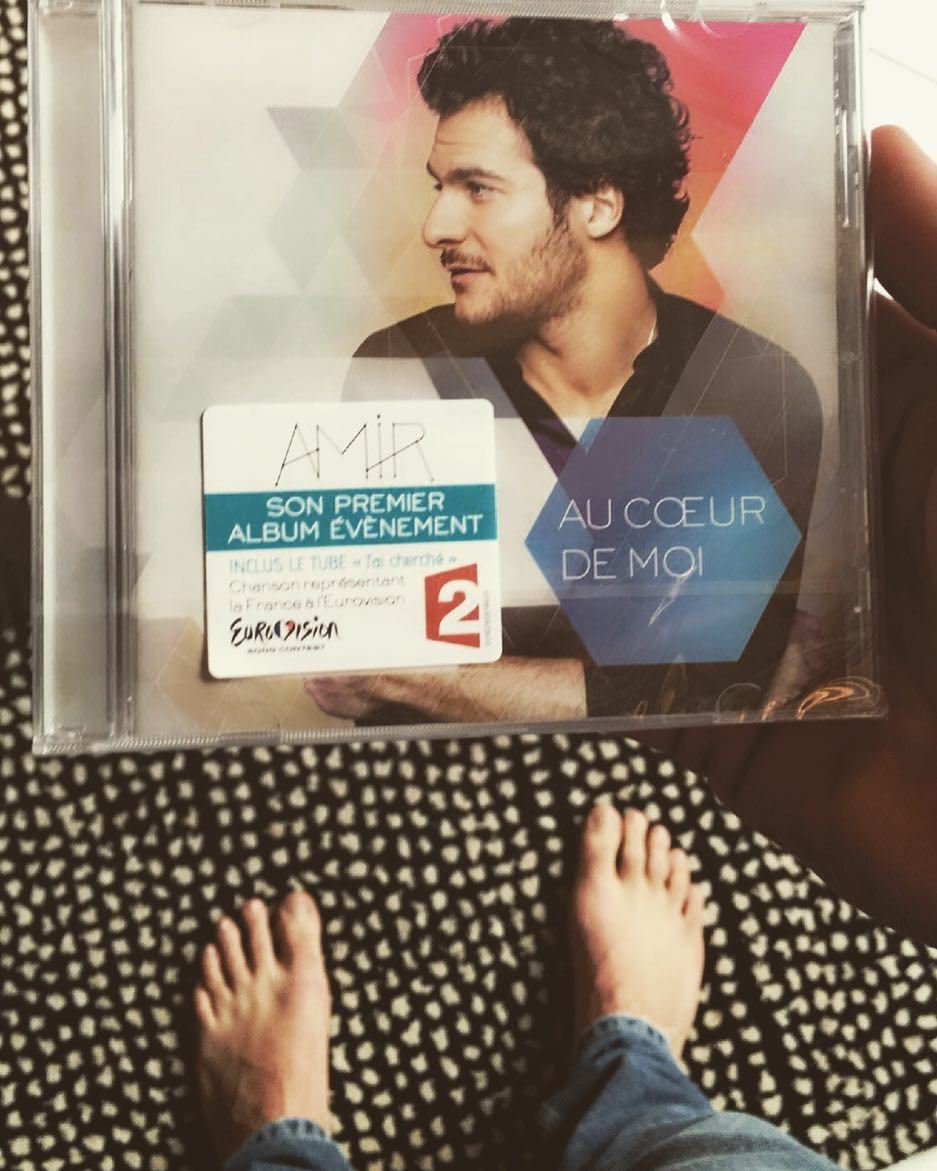 AMIR
SON PREMIER
ALBUM ÉVÈNEMENT
INCLUS LE TUBE « J'ai cherché »
Chanson représentant
la France à l'Eurovision
EUROVISION
SONG CONTEST
2
AU CŒUR
DE MOI